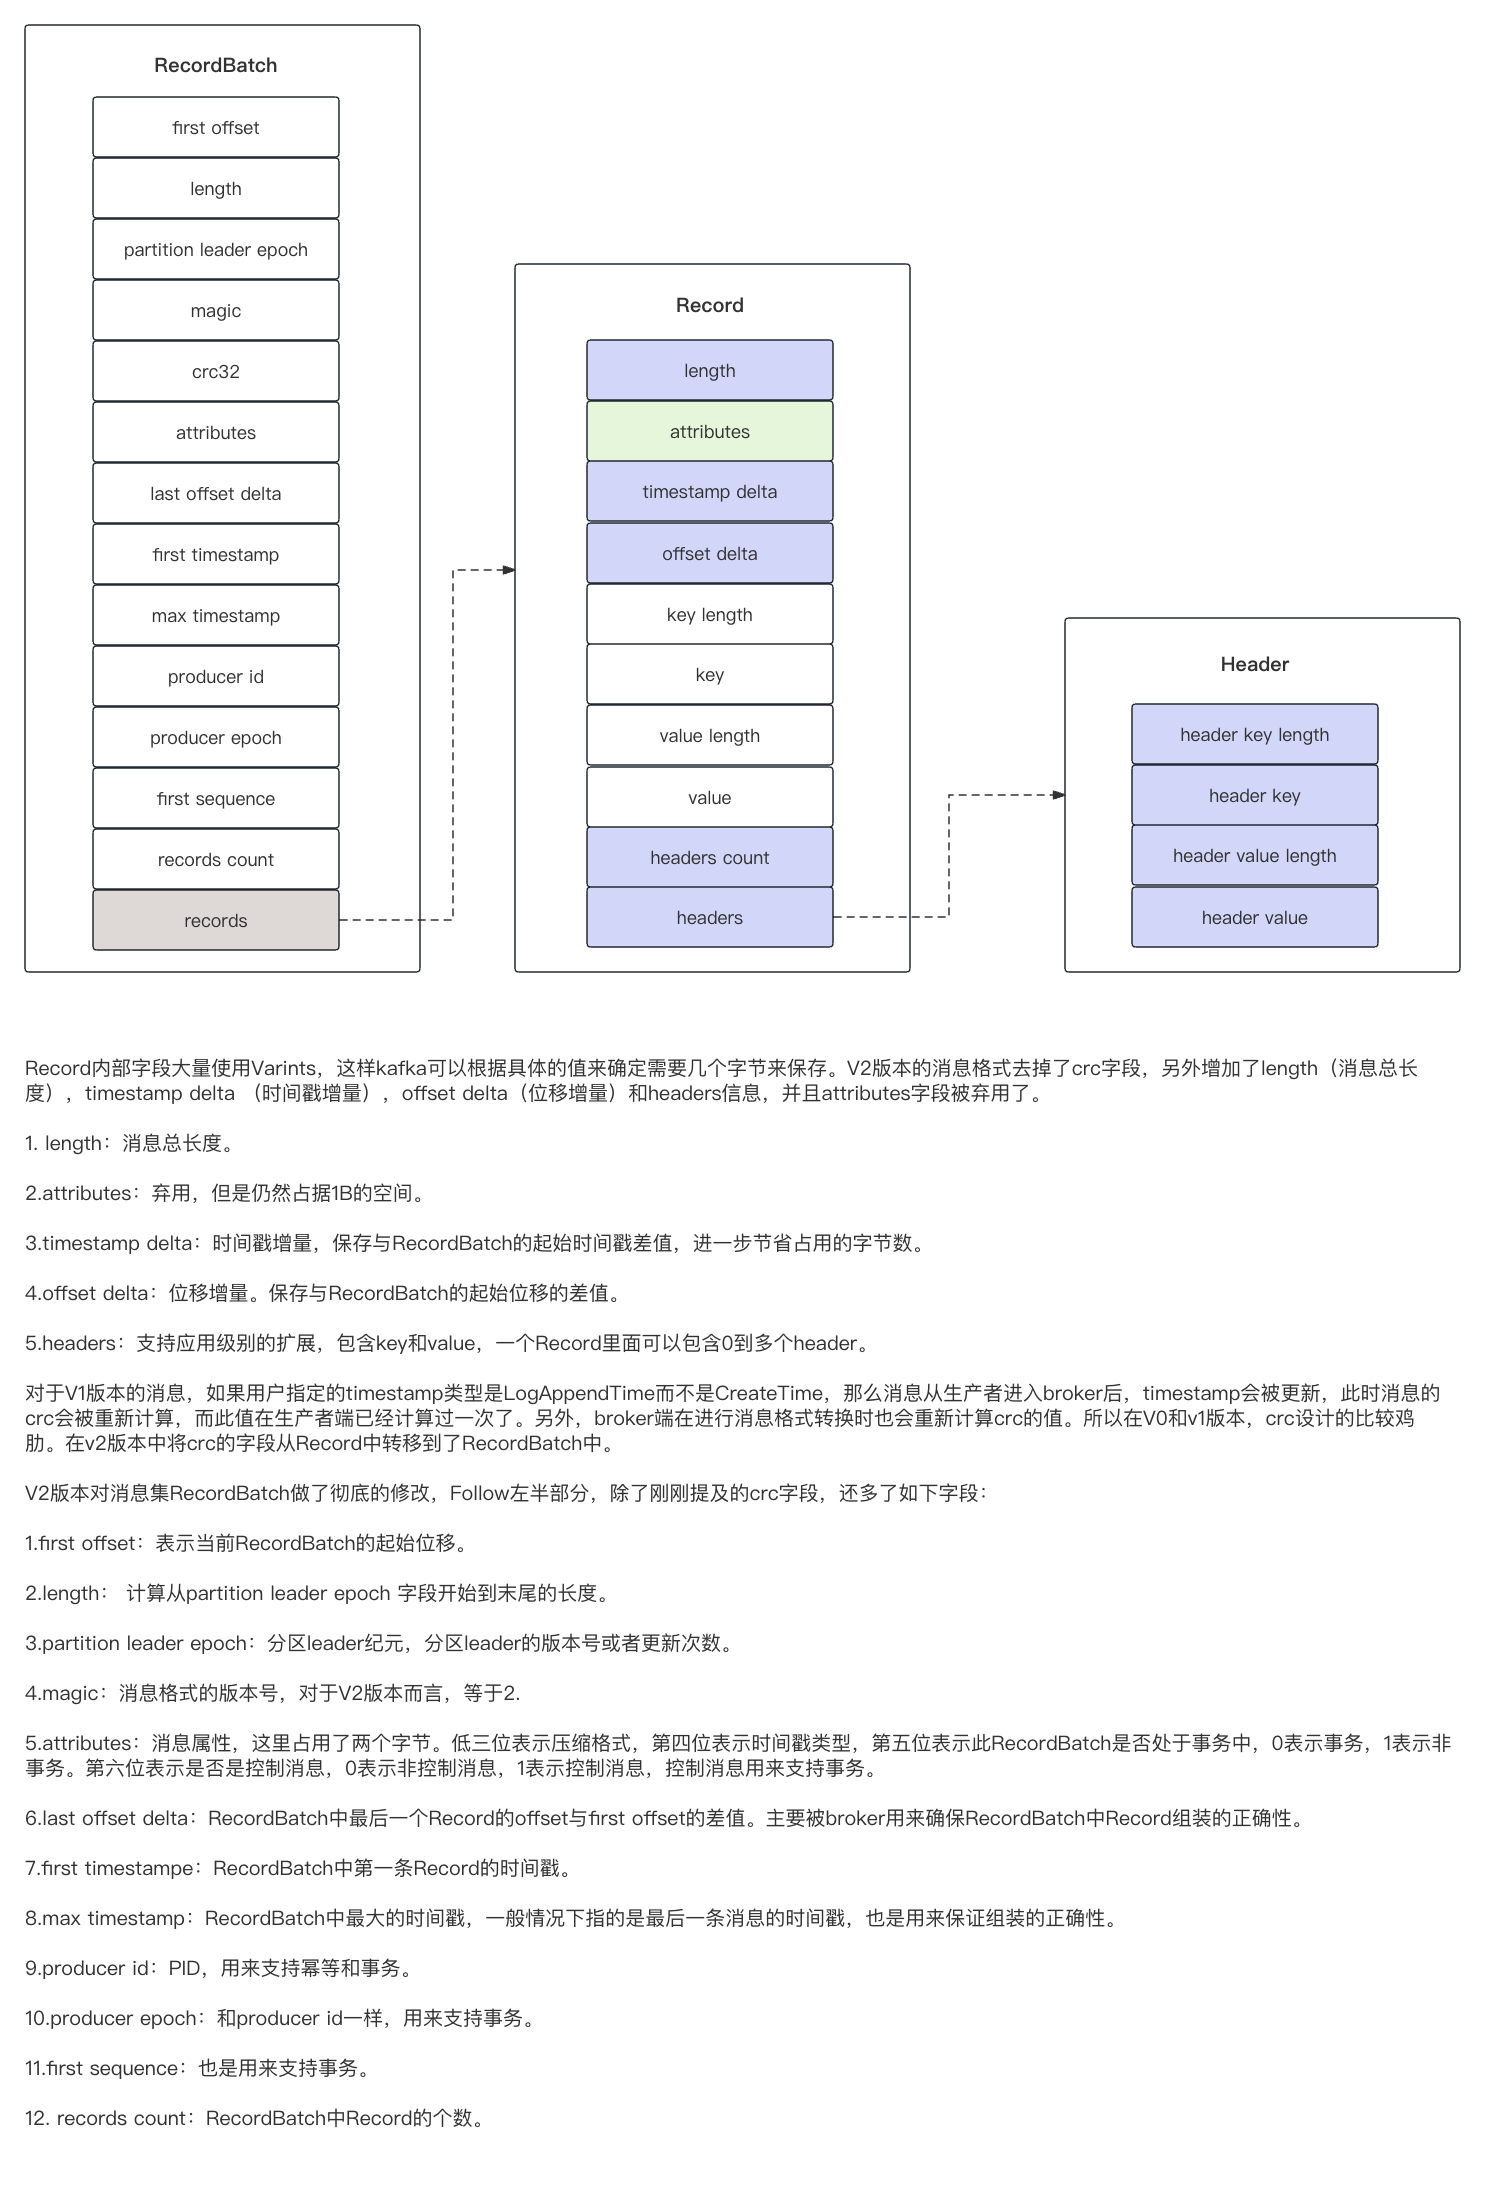 RecordBatch
first offset
length
partition leader epoch
magic
crc32
attributes
last offset delta
first timestamp
max timestamp
producer id
producer epoch
first sequence
records count
records
Record
length
attributes
timestamp delta
offset delta
key length
key
value length
value
headers count
headers
Header
header key length
header key
header value length
header value
Record内部字段大量使用Varints，这样kafka可以根据具体的值来确定需要几个字节来保存。V2版本的消息格式去掉了crc字段，另外增加了length（消息总长
度），timestamp delta （时间戳增量），offset delta（位移增量）和headers信息，并且attributes字段被弃用了。
1. length：消息总长度。
2.attributes：弃用，但是仍然占据1B的空间。
3.timestamp delta：时间戳增量，保存与RecordBatch的起始时间戳差值，进一步节省占用的字节数。
4.offset delta：位移增量。保存与RecordBatch的起始位移的差值。
5.headers：支持应用级别的扩展，包含key和value，一个Record里面可以包含0到多个header。
对于V1版本的消息，如果用户指定的timestamp类型是LogAppendTime而不是CreateTime，那么消息从生产者进入broker后，timestamp会被更新，此时消息的
crc会被重新计算，而此值在生产者端已经计算过一次了。另外，broker端在进行消息格式转换时也会重新计算crc的值。所以在V0和v1版本，crc设计的比较鸡
肋。在v2版本中将crc的字段从Record中转移到了RecordBatch中。
V2版本对消息集RecordBatch做了彻底的修改，Follow左半部分，除了刚刚提及的crc字段，还多了如下字段：
1.first offset：表示当前RecordBatch的起始位移。
2.length： 计算从partition leader epoch 字段开始到末尾的长度。
3.partition leader epoch：分区leader纪元，分区leader的版本号或者更新次数。
4.magic：消息格式的版本号，对于V2版本而言，等于2.
5.attributes：消息属性，这里占用了两个字节。低三位表示压缩格式，第四位表示时间戳类型，第五位表示此RecordBatch是否处于事务中，0表示事务，1表示非
事务。第六位表示是否是控制消息，0表示非控制消息，1表示控制消息，控制消息用来支持事务。
6.last offset delta：RecordBatch中最后一个Record的offset与first offset的差值。主要被broker用来确保RecordBatch中Record组装的正确性。
7.first timestampe：RecordBatch中第一条Record的时间戳。
8.max timestamp：RecordBatch中最大的时间戳，一般情况下指的是最后一条消息的时间戳，也是用来保证组装的正确性。
9.producer id：PID，用来支持幂等和事务。
10.producer epoch：和producer id一样，用来支持事务。
11.first sequence：也是用来支持事务。
12. records count：RecordBatch中Record的个数。